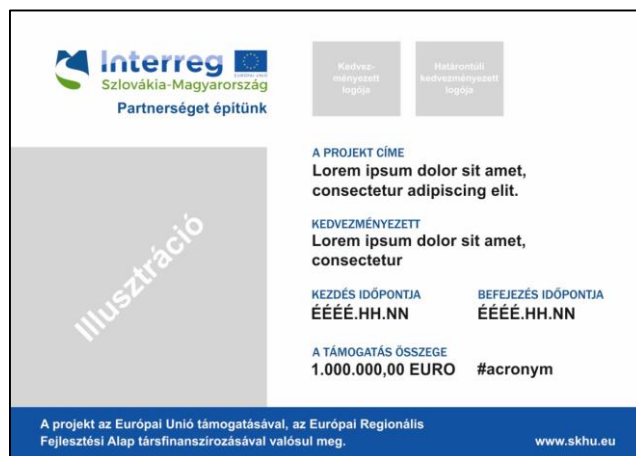 Interreg
EURÓPAI UNIÓ
Szlovákia-Magyarország
Partnerséget építünk
Kedvez-
ményezett
logója
Határontúli
kedvezményezett
logója
A PROJEKT CÍME
Lorem ipsum dolor sit amet,
consectetur adipiscing elit.
KEDVEZMÉNYEZETT
Lorem ipsum dolor sit amet,
consectetur
Illusztráció
KEZDÉS IDŐPONTJA
BEFEJEZÉS IDŐPONTJA
ÉÉÉÉ.HH.NN
ÉÉÉÉ.HH.NN
A TÁMOGATÁS ÖSSZEGE
1.000.000,00 EURO #acronym
A projekt az Európai Unió támogatásával, az Európai Regionális
Fejlesztési Alap társfinanszírozásával valósul meg.
www.skhu.eu